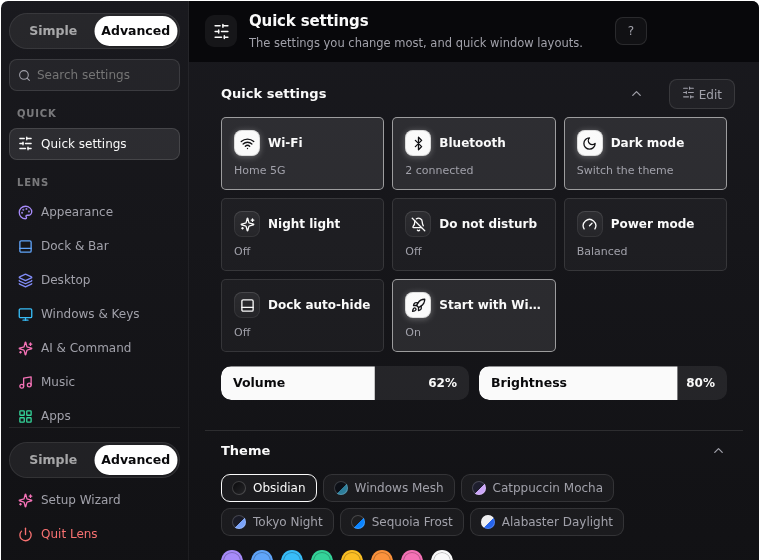 Simple Advanced
Search settings
QUICK
Quick settings
LENS
Appearance
Dock & Bar
Desktop
Windows & Keys
AI & Command
Music
Apps
Simple Advanced
Setup Wizard
Quit Lens
Quick settings
The settings you change most, and quick window layouts.
?
Quick settings
Edit
Wi-Fi
Home 5G
Bluetooth
2 connected
Dark mode
Switch the theme
Night light
Off
Do not disturb
Off
Power mode
Balanced
Dock auto-hide
Off
Start with Wi...
On
Volume 62%
Brightness 80%
Theme
Obsidian Windows Mesh Catppuccin Mocha
Tokyo Night Sequoia Frost Alabaster Daylight